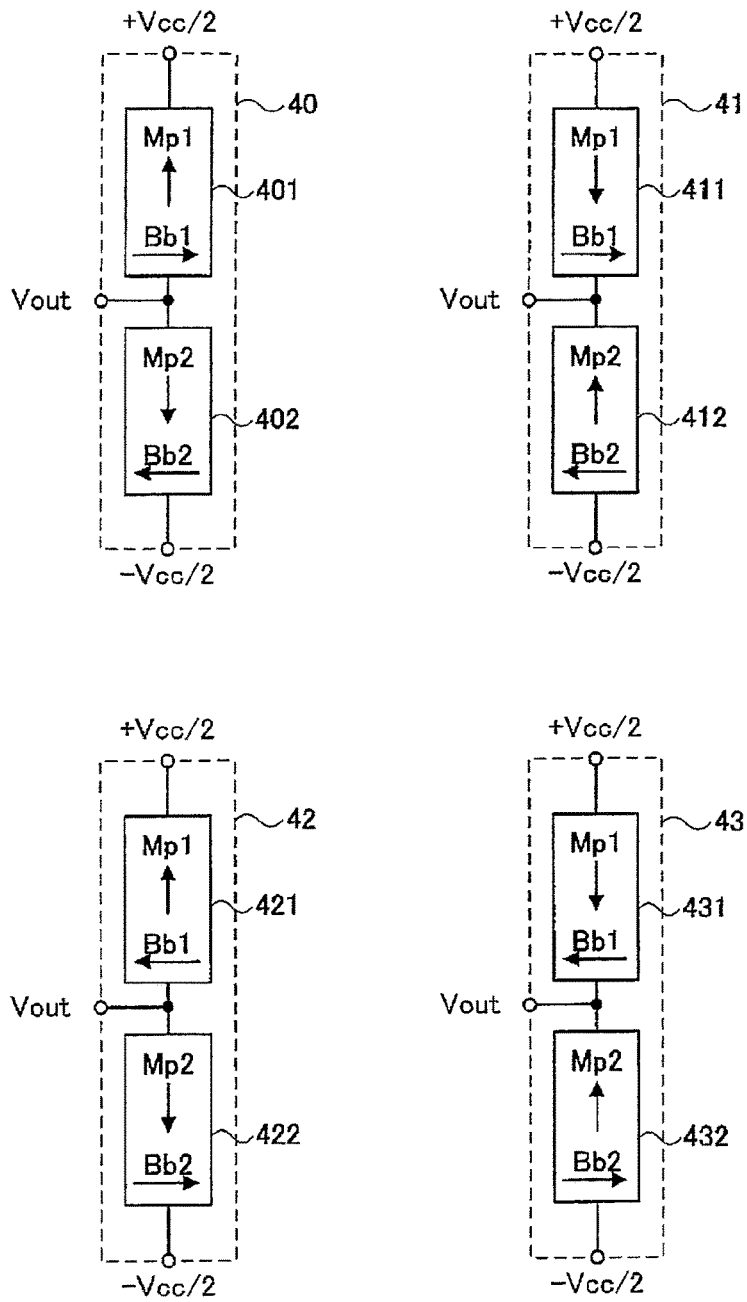 +Vcc/2
40
Mp1
401
Bb1
Vout
Mp2
402
Bb2
-Vcc/2
+Vcc/2
41
Mp1
411
Bb1
Vout
Mp2
412
Bb2
-Vcc/2
+Vcc/2
42
Mp1
421
Bb1
Vout
Mp2
422
Bb2
-Vcc/2
+Vcc/2
43
Mp1
431
Bb1
Vout
Mp2
432
Bb2
-Vcc/2